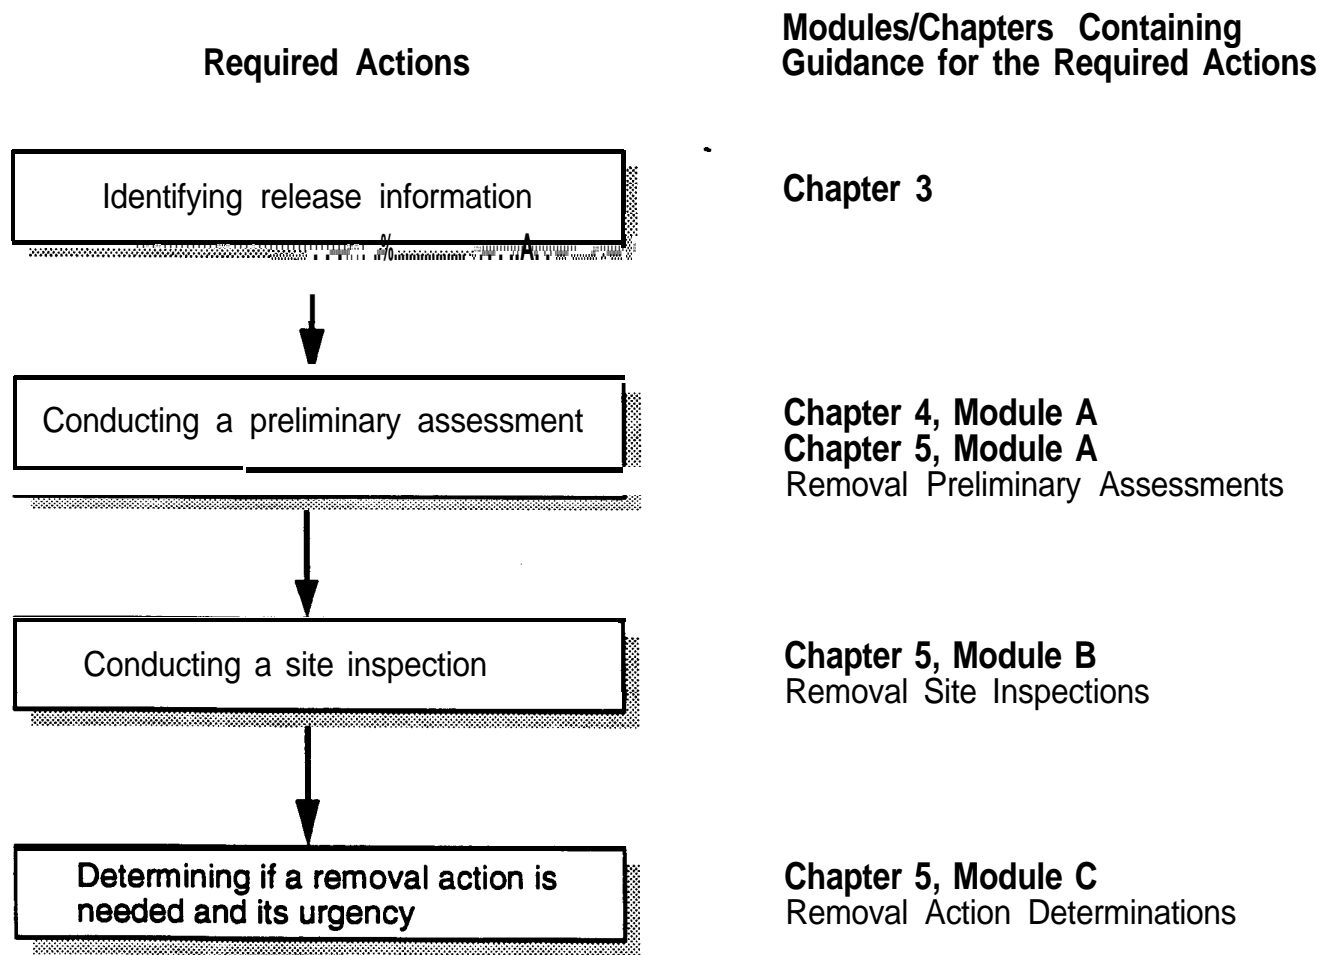 Required Actions
Modules/Chapters Containing
Guidance for the Required Actions
Identifying release information
Chapter 3
Conducting a preliminary assessment
Chapter 4, Module A
Chapter 5, Module A
Removal Preliminary Assessments
Conducting a site inspection
Chapter 5, Module B
Removal Site Inspections
Determining if a removal action is
needed and its urgency
Chapter 5, Module C
Removal Action Determinations